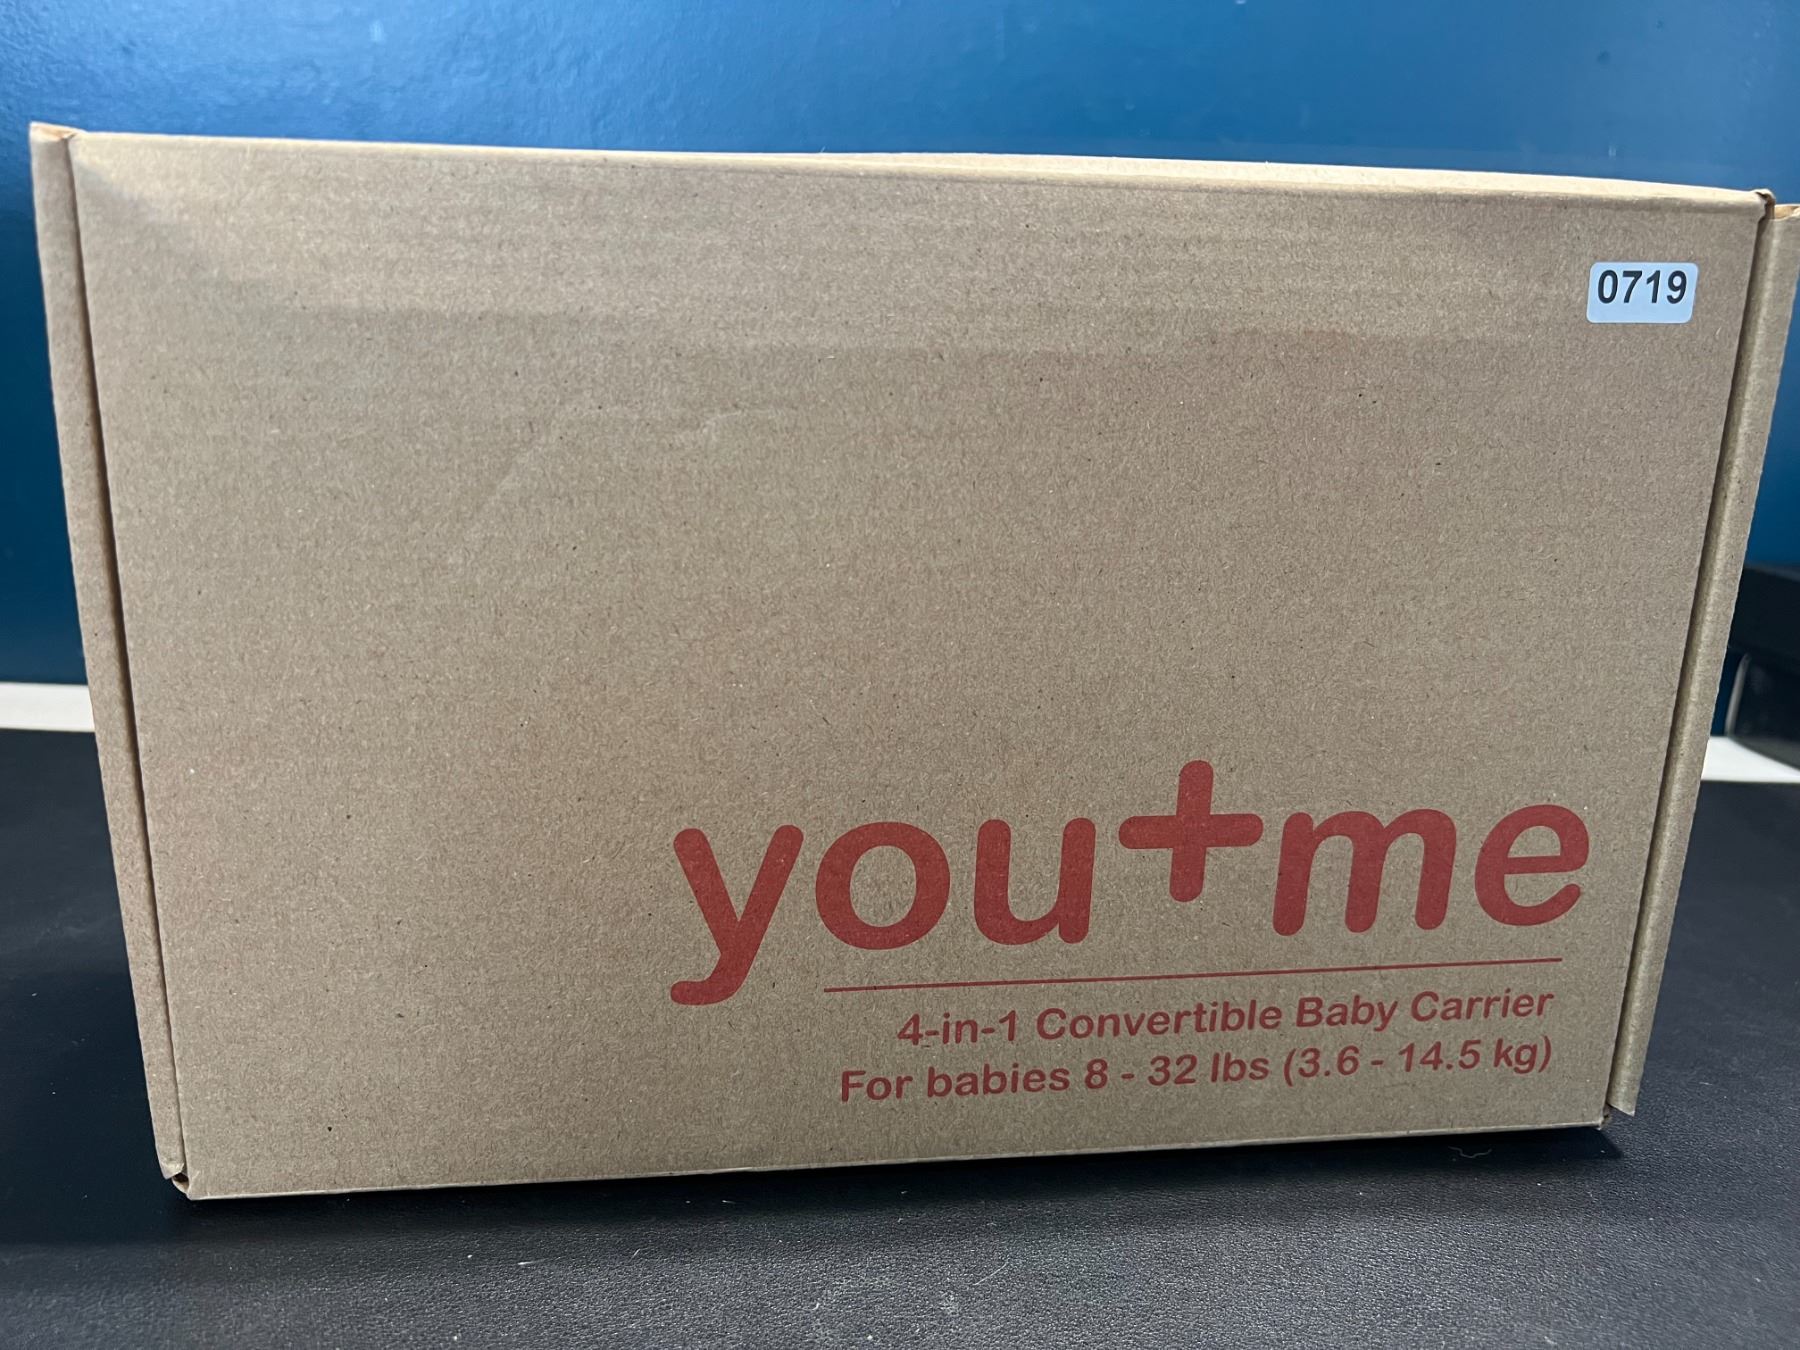 0719
you+me
4-in-1 Convertible Baby Carrier
For babies 8 - 32 lbs (3.6 - 14.5 kg)